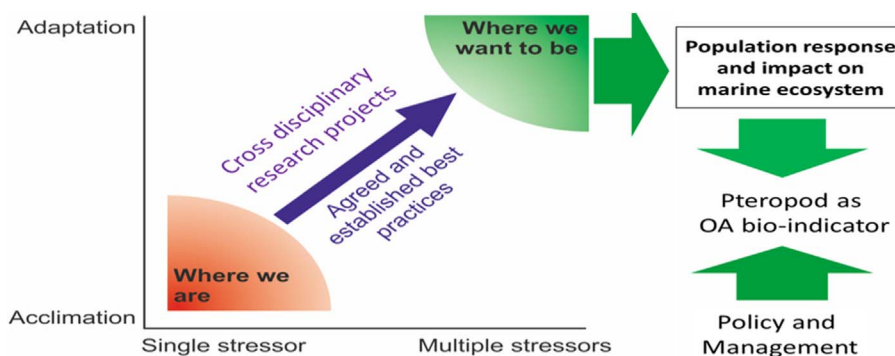 Adaptation
Where we
want to be
Cross disciplinary
research projects
Agreed and
established best
practices
Where we
are
Acclimation
Single stressor
Multiple stressors
Population response
and impact on
marine ecosystem
Pteropod as
OA bio-indicator
Policy and
Management